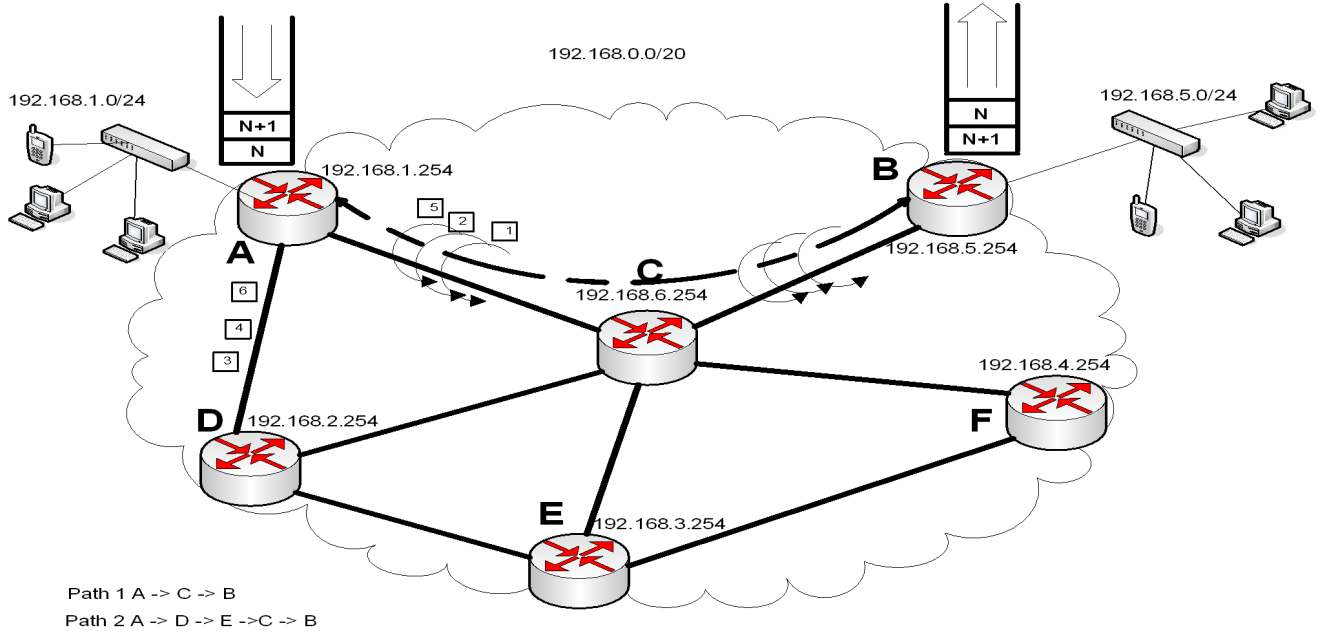 192.168.0.0/20
192.168.1.0/24
192.168.5.0/24
N+1
N
N
N+1
192.168.1.254
B
5
2
1
A
192.168.5.254
C
6
192.168.6.254
4
3
192.168.4.254
D
192.168.2.254
F
E
192.168.3.254
Path 1 A -> C -> B
Path 2 A -> D -> E ->C -> B